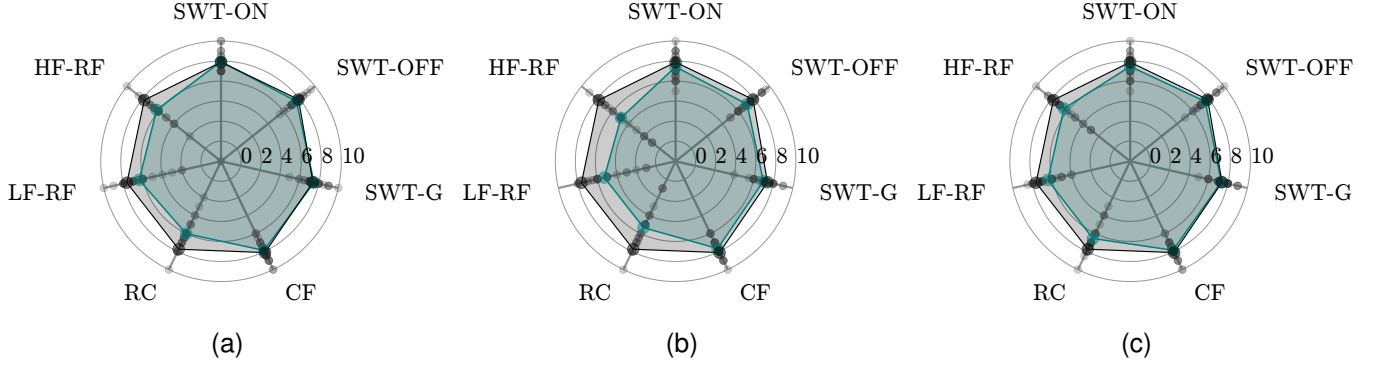 SWT-ON
HF-RF
SWT-OFF
0 2 4 6 8 10
LF-RF
SWT-G
RC
CF
(a)
SWT-ON
HF-RF
SWT-OFF
0 2 4 6 8 10
LF-RF
SWT-G
RC
CF
(b)
SWT-ON
HF-RF
SWT-OFF
0 2 4 6 8 10
LF-RF
SWT-G
RC
CF
(c)